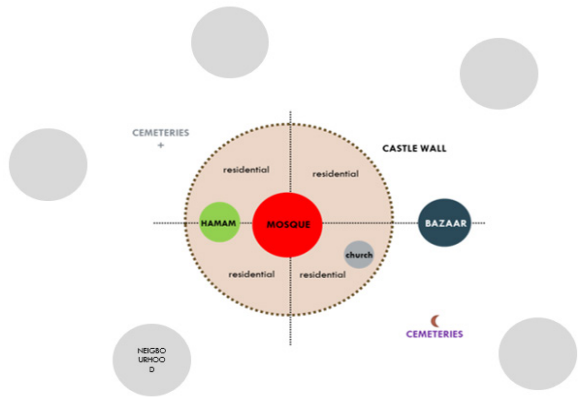 CEMETERIES
+
CASTLE WALL
residential
residential
HAMAM
MOSQUE
BAZAAR
church
residential
residential
CEMETERIES
NEIGBO
URHOO
D